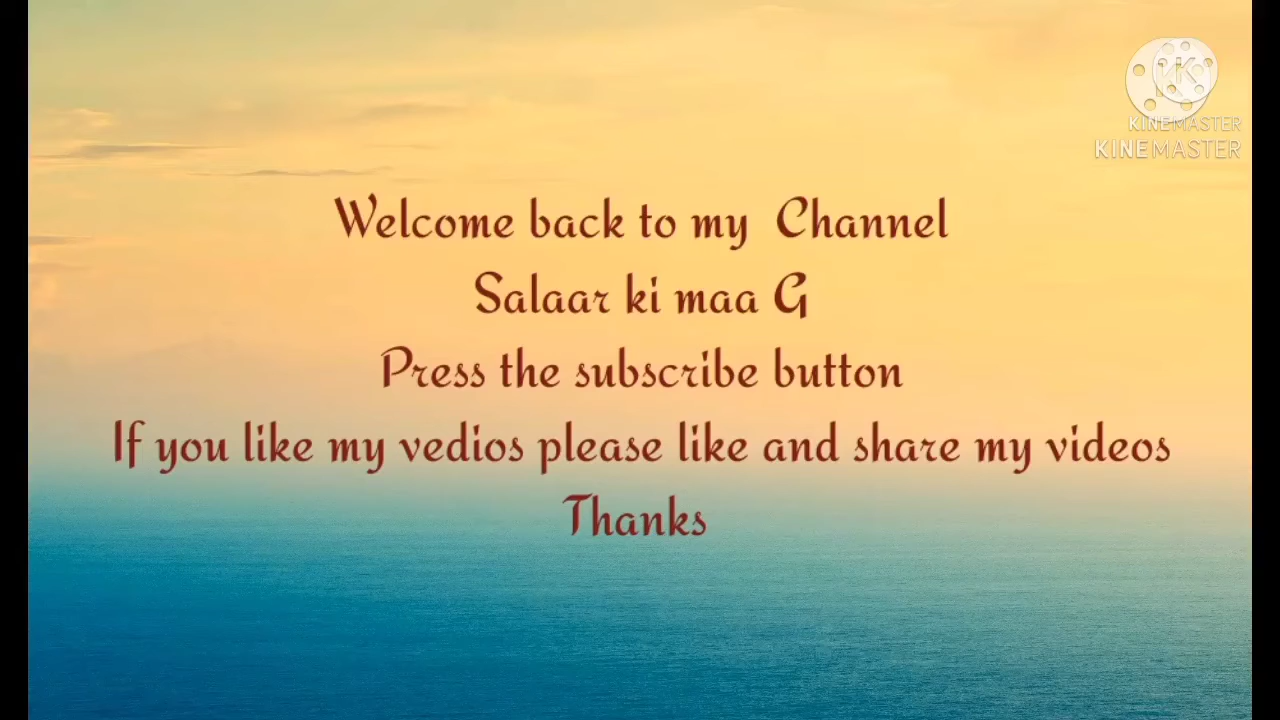 KINEMASTER
KINEMASTER
Welcome back to my Channel
Salaar ki maa G
Press the subscribe button
If you like my vedios please like and share my videos
Thanks